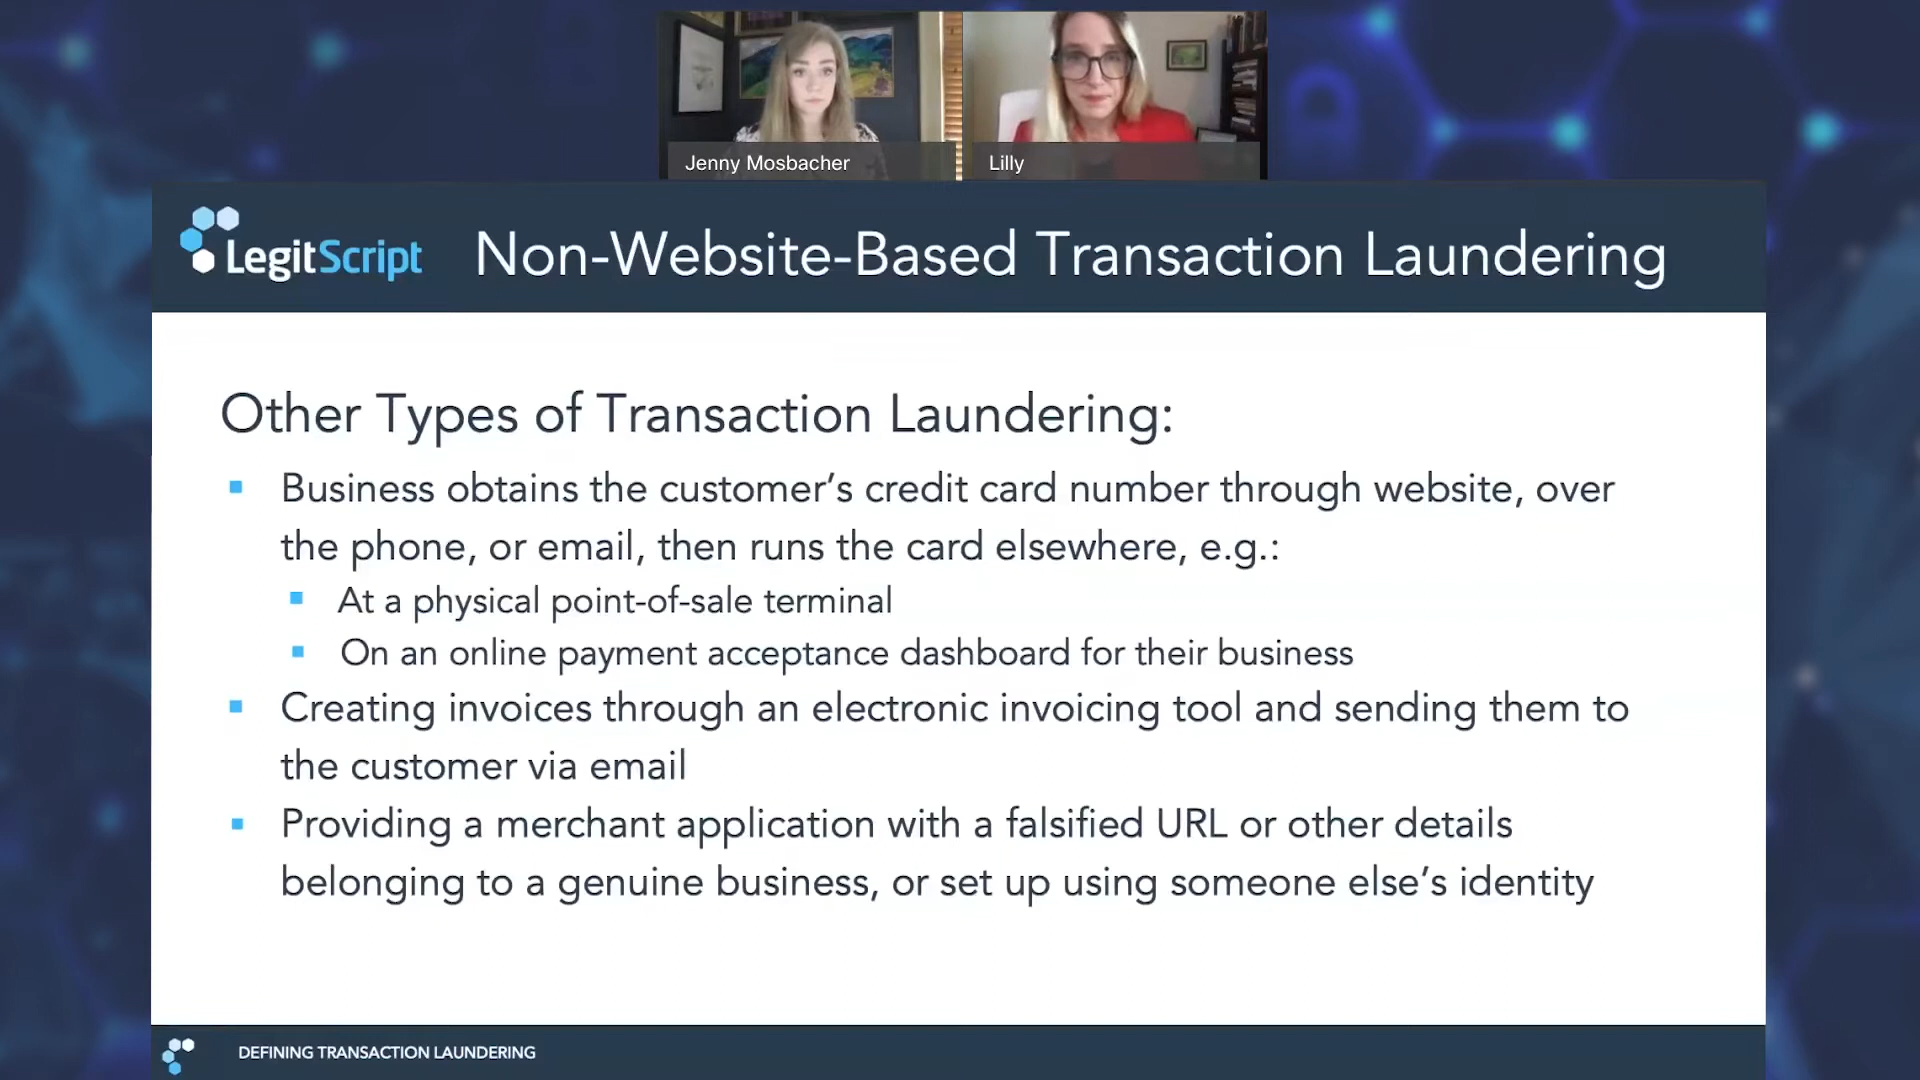 Jenny Mosbacher
Lilly
LegitScript
Non-Website-Based Transaction Laundering
Other Types of Transaction Laundering:
Business obtains the customer’s credit card number through website, over
the phone, or email, then runs the card elsewhere, e.g.:
At a physical point-of-sale terminal
On an online payment acceptance dashboard for their business
Creating invoices through an electronic invoicing tool and sending them to
the customer via email
Providing a merchant application with a falsified URL or other details
belonging to a genuine business, or set up using someone else’s identity
DEFINING TRANSACTION LAUNDERING